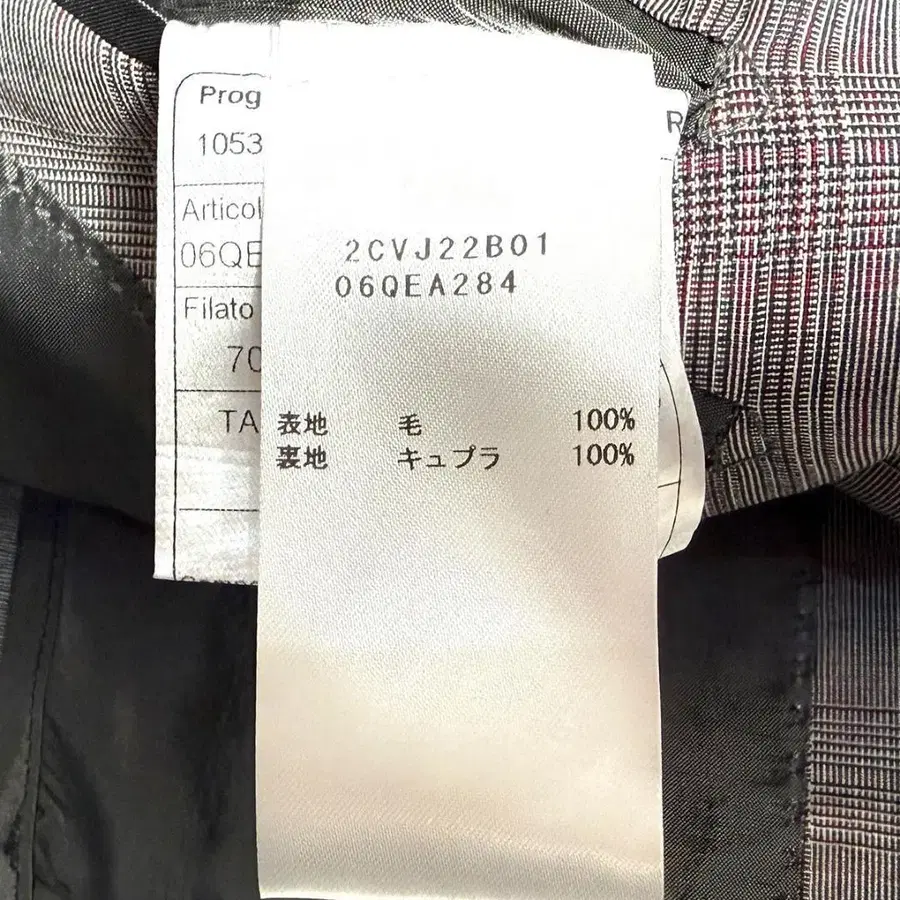 Prog
1053
Articol
06QE
Filato
70
TA
R
2CVJ22B01
06QEA284
表地 毛 100%
裏地 キュプラ 100%